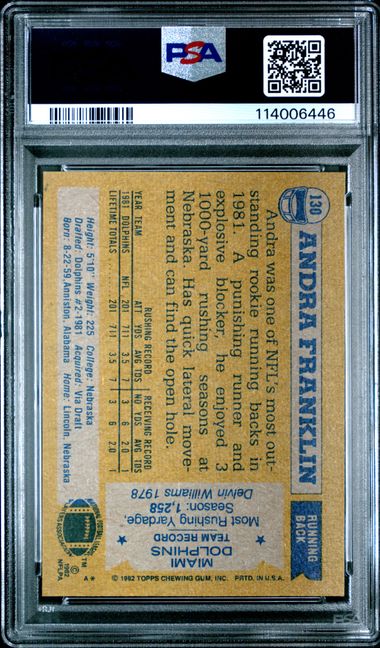 PSA
114006446
130
ANDRA FRANKLIN
RUNNING
BACK
Andra was one of NFL's most out-
standing rookie running backs in
1981. A punishing runner and
explosive blocker, he enjoyed 3
1000-yard rushing seasons at
Nebraska. Has quick lateral move-
ment and can find the open hole.
RUSHING RECORD RECEIVING RECORD
YEAR TEAM NFL ATT YDS AVG TDS NO YDS AVG TDS
1981 DOLPHINS 201 711 3.5 7 3 6 2.0 1
LIFETIME TOTALS 201 711 3.5 7 3 6 2.0 1
Height: 5'10" Weight: 225 College: Nebraska
Drafted: Dolphins #2-1981 Acquired: Via Draft
Born: 8-22-59, Anniston, Alabama Home: Lincoln, Nebraska
MIAMI
DOLPHINS
TEAM RECORD
Most Rushing Yardage,
Season: 1,258
Delvin Williams 1978
TM
© 1982
NFLPA
A*
© 1982 TOPPS CHEWING GUM, INC. PRTD. IN U.S.A.